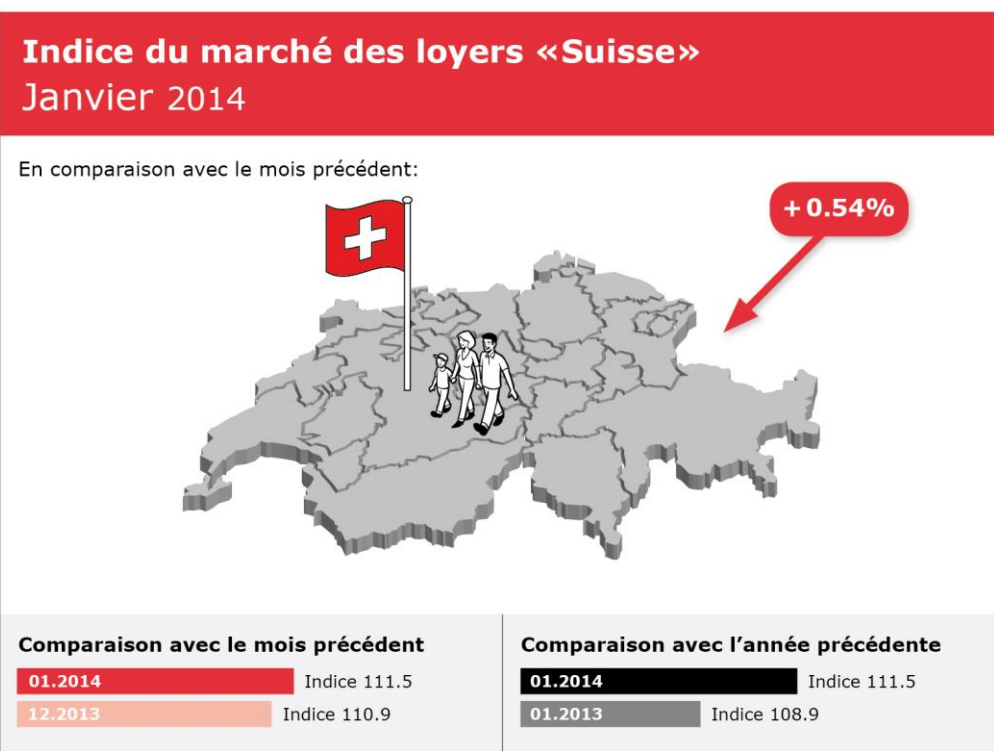 Indice du marché des loyers «Suisse»
Janvier 2014
En comparaison avec le mois précédent:
+0.54%
Comparaison avec le mois précédent
01.2014 Indice 111.5
12.2013 Indice 110.9
Comparaison avec l’année précédente
01.2014 Indice 111.5
01.2013 Indice 108.9